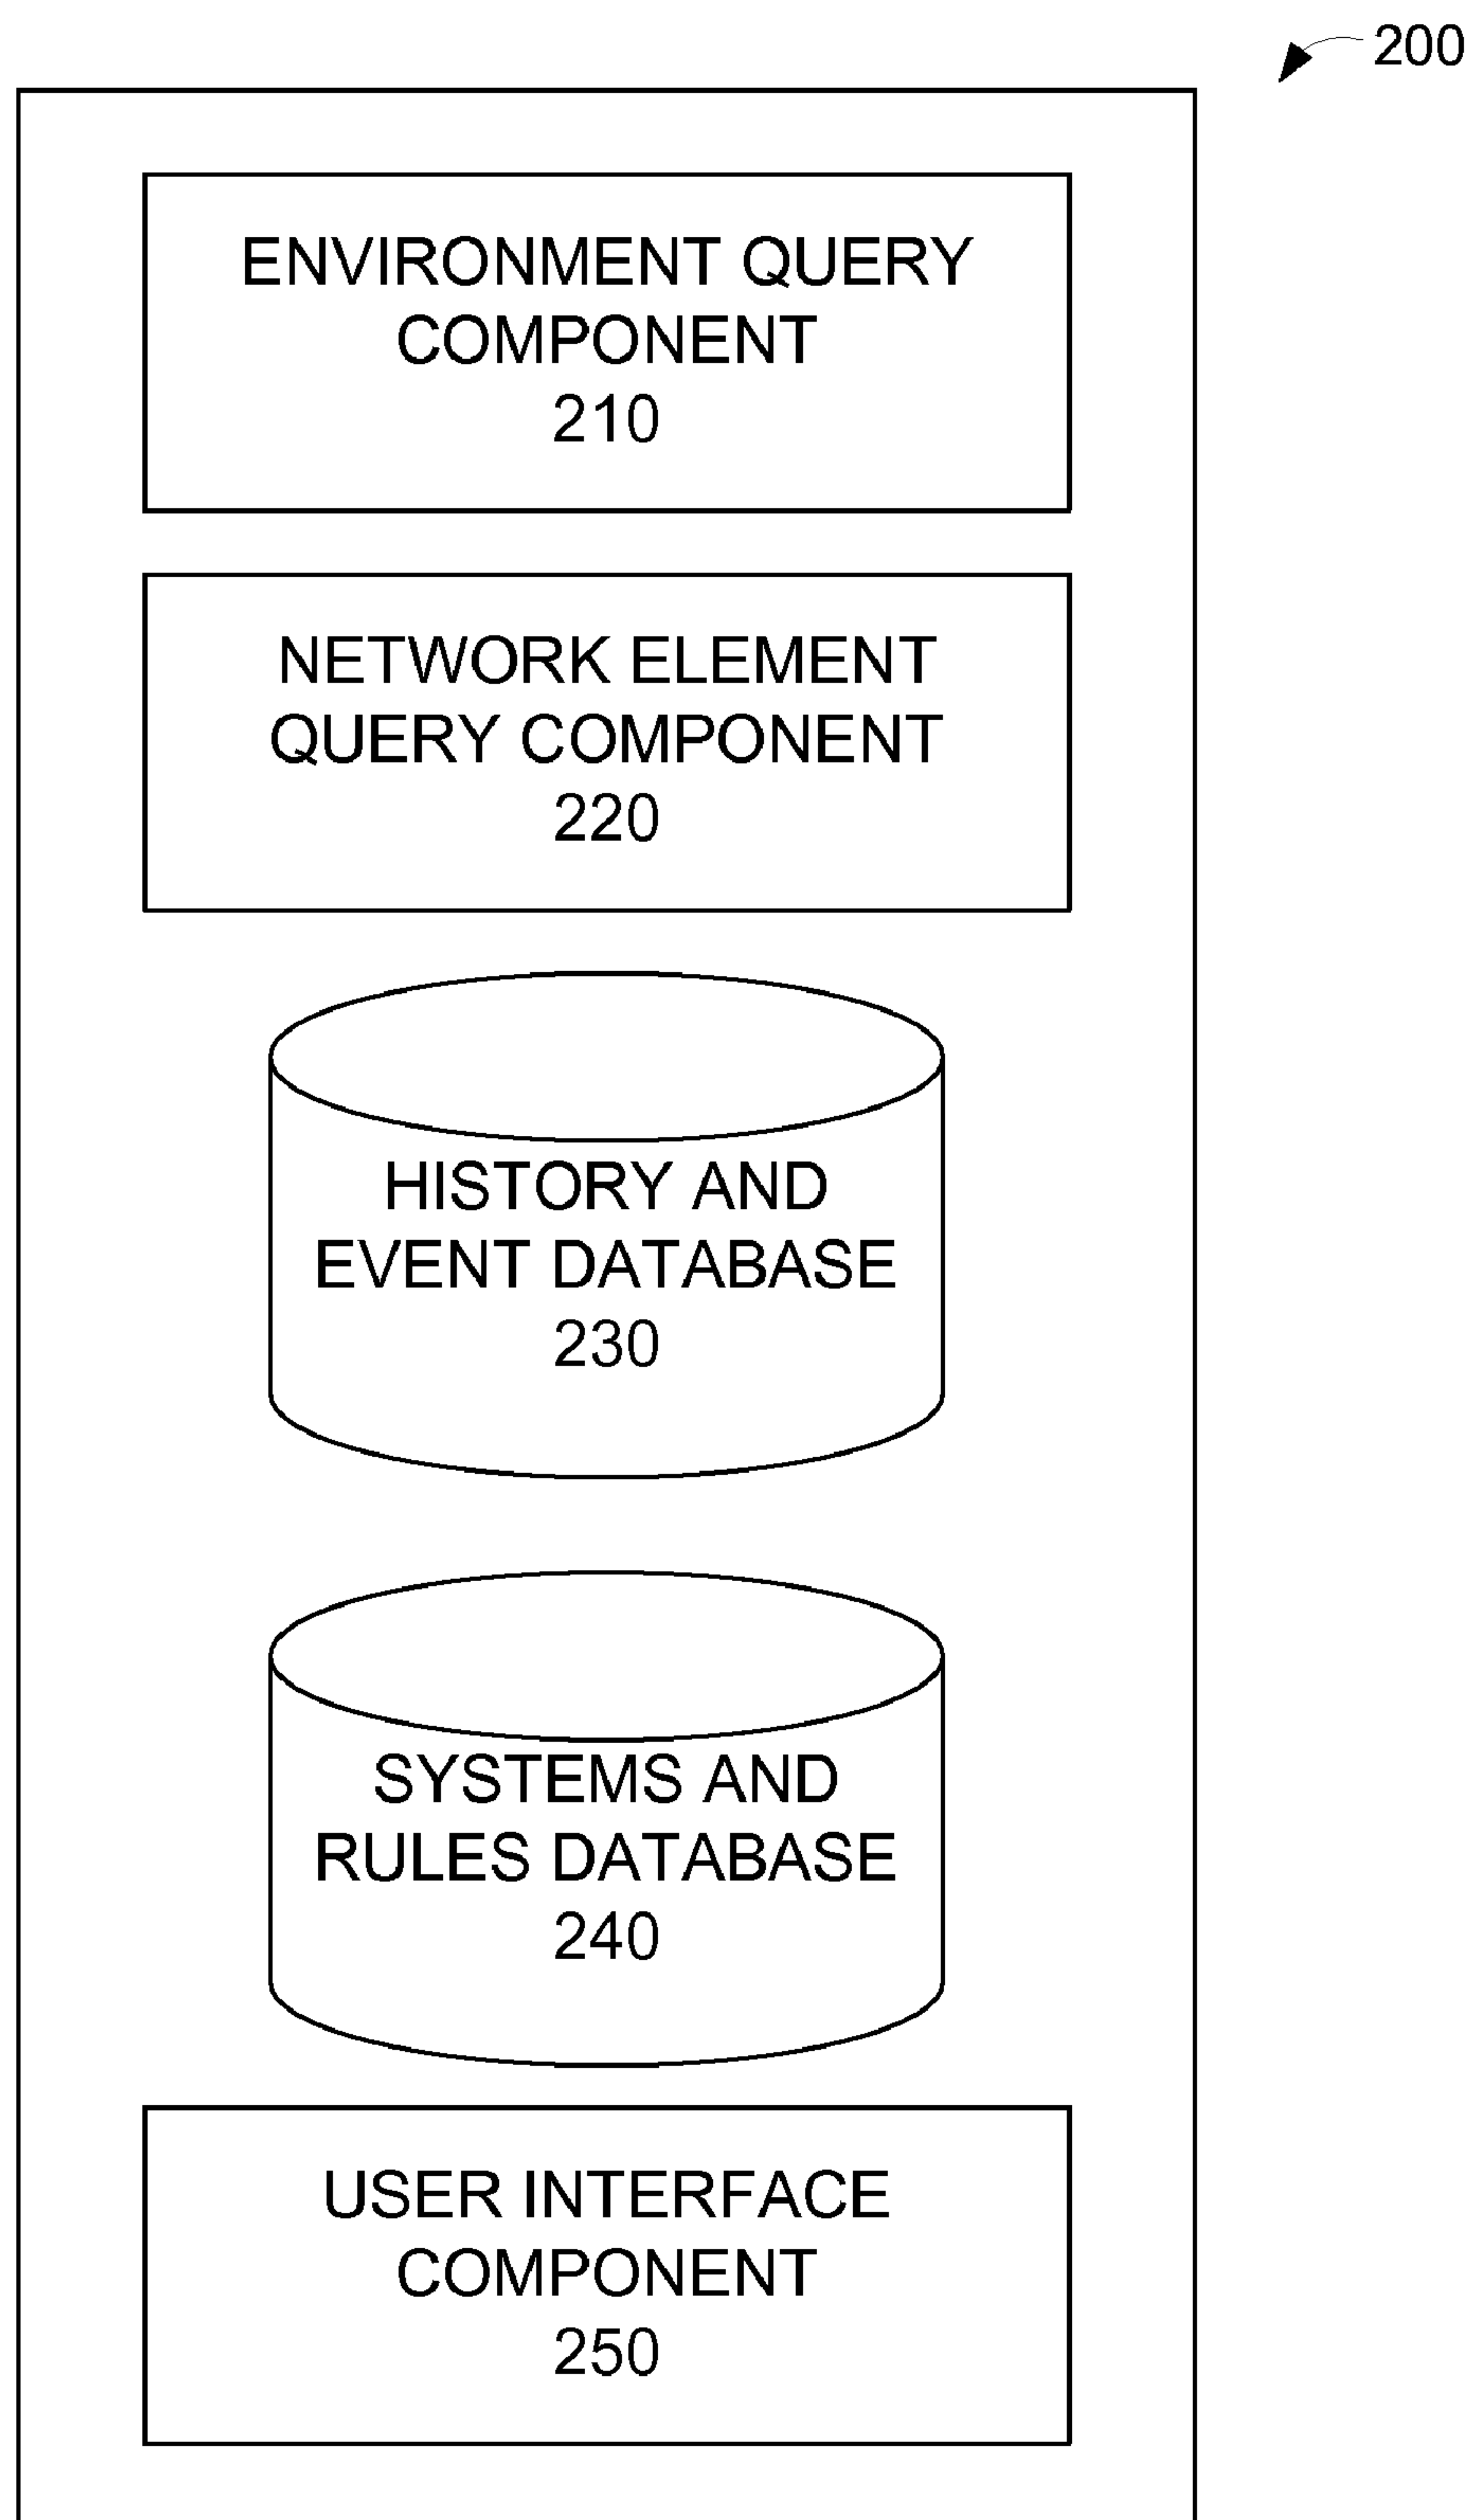 200
ENVIRONMENT QUERY
COMPONENT
210
NETWORK ELEMENT
QUERY COMPONENT
220
HISTORY AND
EVENT DATABASE
230
SYSTEMS AND
RULES DATABASE
240
USER INTERFACE
COMPONENT
250